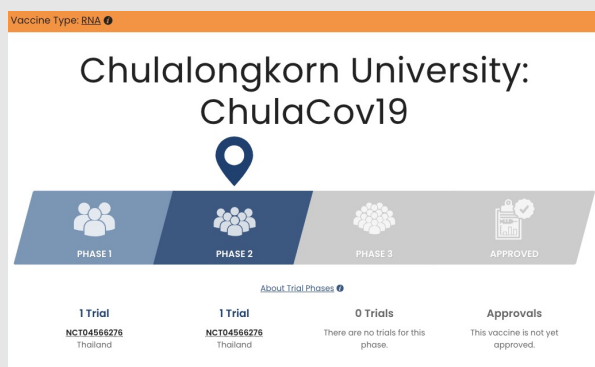 Vaccine Type: RNA i
Chulalongkorn University:
ChulaCov19
PHASE 1 PHASE 2 PHASE 3 APPROVED
About Trial Phases i
1 Trial 1 Trial 0 Trials Approvals
NCT04566276 NCT04566276 There are no trials for this This vaccine is not yet
Thailand Thailand phase. approved.